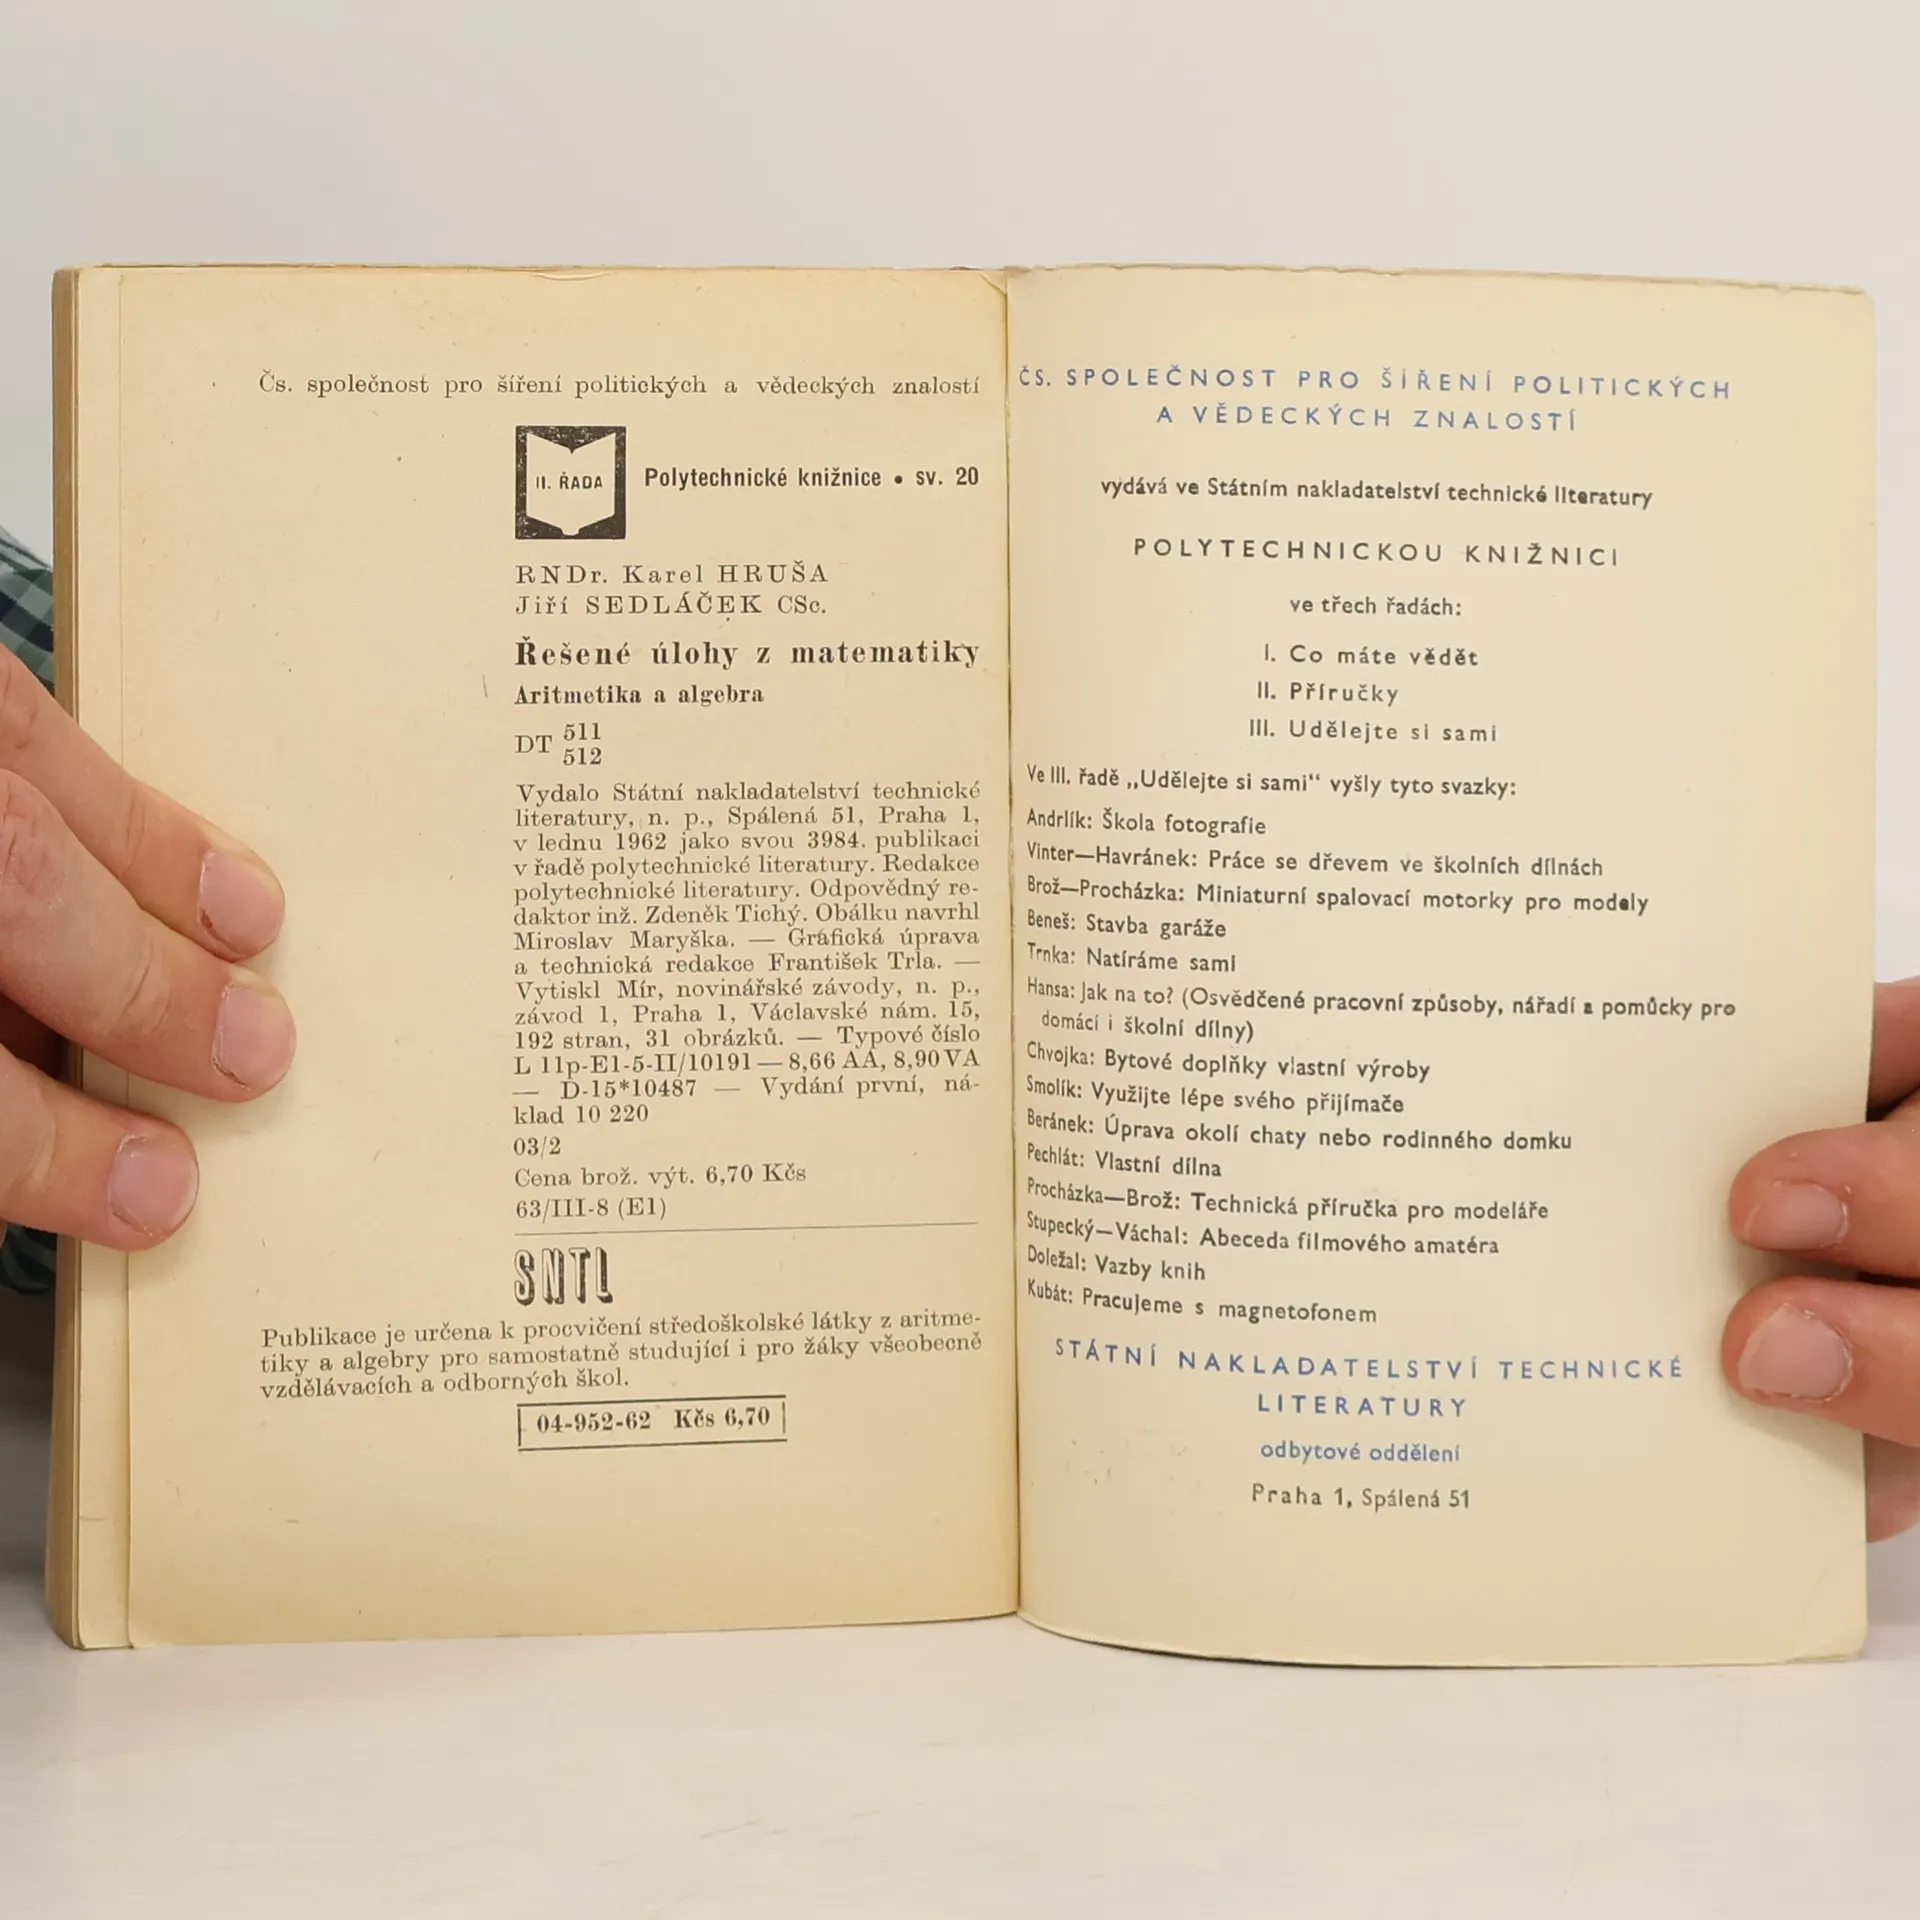 Čs. společnost pro šíření politických a vědeckých znalostí
II. ŘADA
Polytechnické knižnice • sv. 20
RNDr. Karel HRUŠA
Jiří SEDLÁČEK CSc.
Řešené úlohy z matematiky
Aritmetika a algebra
DT 511
512
Vydalo Státní nakladatelství technické
literatury, n. p., Spálená 51, Praha 1,
v lednu 1962 jako svou 3984. publikaci
v řadě polytechnické literatury. Redakce
polytechnické literatury. Odpovědný re-
daktor inž. Zdeněk Tichý. Obálku navrhl
Miroslav Maryška. — Grafická úprava
a technická redakce František Trla. —
Vytiskl Mír, novinářské závody, n. p.,
závod 1, Praha 1, Václavské nám. 15,
192 stran, 31 obrázků. — Typové číslo
L 11p-E1-5-II/10191 — 8,66 AA, 8,90 VA
— D-15*10487 — Vydání první, ná-
klad 10 220
03/2
Cena brož. výt. 6,70 Kčs
63/III-8 (E1)
SNTL
Publikace je určena k procvičení středoškolské látky z aritme-
tiky a algebry pro samostatně studující i pro žáky všeobecně
vzdělávacích a odborných škol.
04-952-62 Kčs 6,70
ČS. SPOLEČNOST PRO ŠÍŘENÍ POLITICKÝCH
A VĚDECKÝCH ZNALOSTÍ
vydává ve Státním nakladatelství technické literatury
POLYTECHNICKOU KNIŽNICI
ve třech řadách:
I. Co máte vědět
II. Příručky
III. Udělejte si sami
Ve III. řadě „Udělejte si sami“ vyšly tyto svazky:
Andrlík: Škola fotografie
Vinter—Havránek: Práce se dřevem ve školních dílnách
Brož—Procházka: Miniaturní spalovací motorky pro modely
Beneš: Stavba garáže
Trnka: Natíráme sami
Hansa: Jak na to? (Osvědčené pracovní způsoby, nářadí a pomůcky pro
domácí i školní dílny)
Chvojka: Bytové doplňky vlastní výroby
Smolík: Využijte lépe svého přijímače
Beránek: Úprava okolí chaty nebo rodinného domku
Pechlát: Vlastní dílna
Procházka—Brož: Technická příručka pro modeláře
Stupecký—Váchal: Abeceda filmového amatéra
Doležal: Vazby knih
Kubát: Pracujeme s magnetofonem
STÁTNÍ NAKLADATELSTVÍ TECHNICKÉ
LITERATURY
odbytové oddělení
Praha 1, Spálená 51